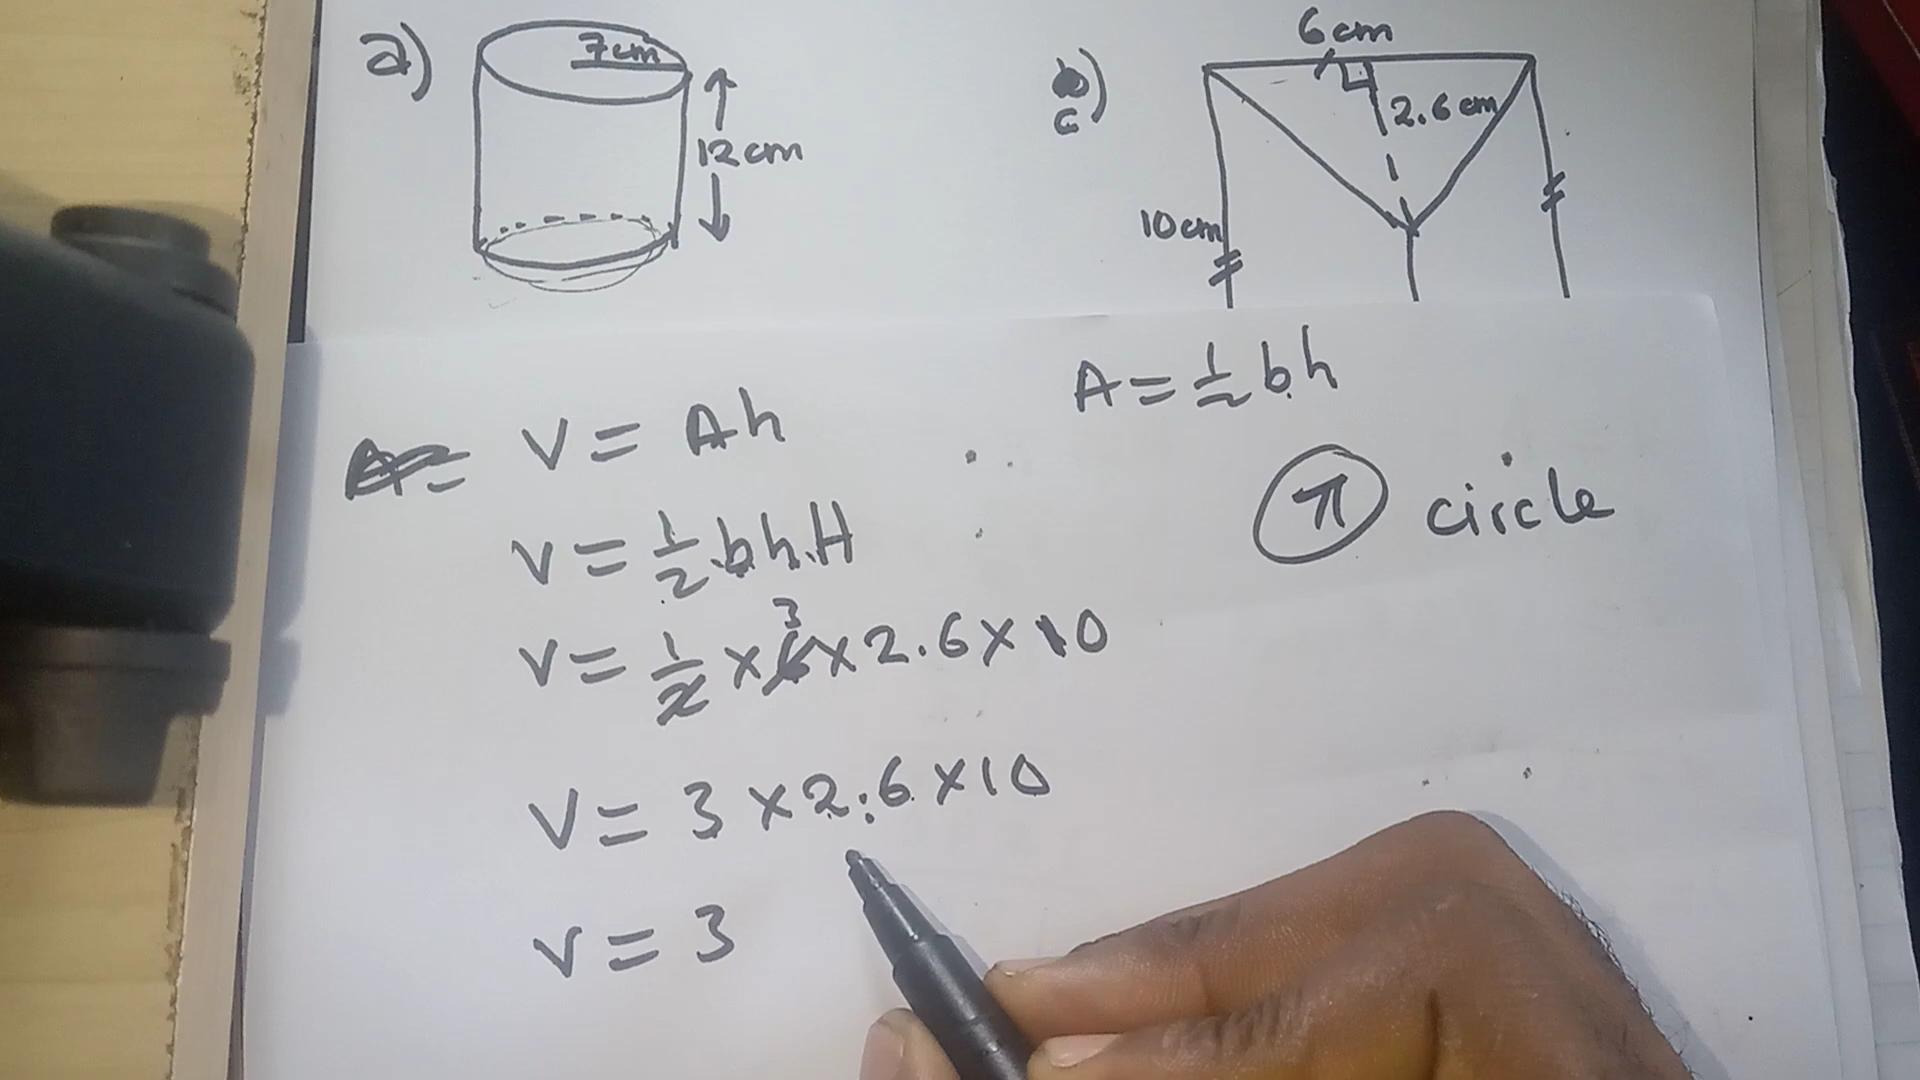 a)
7cm
12cm
b)
c
6cm
2.6cm
10cm
A =
V = Ah
A = 1/2 bh
π circle
V = 1/2 .bh.H
3
V = 1/2 × 6 × 2.6 × 10
V = 3 × 2.6 × 10
V = 3